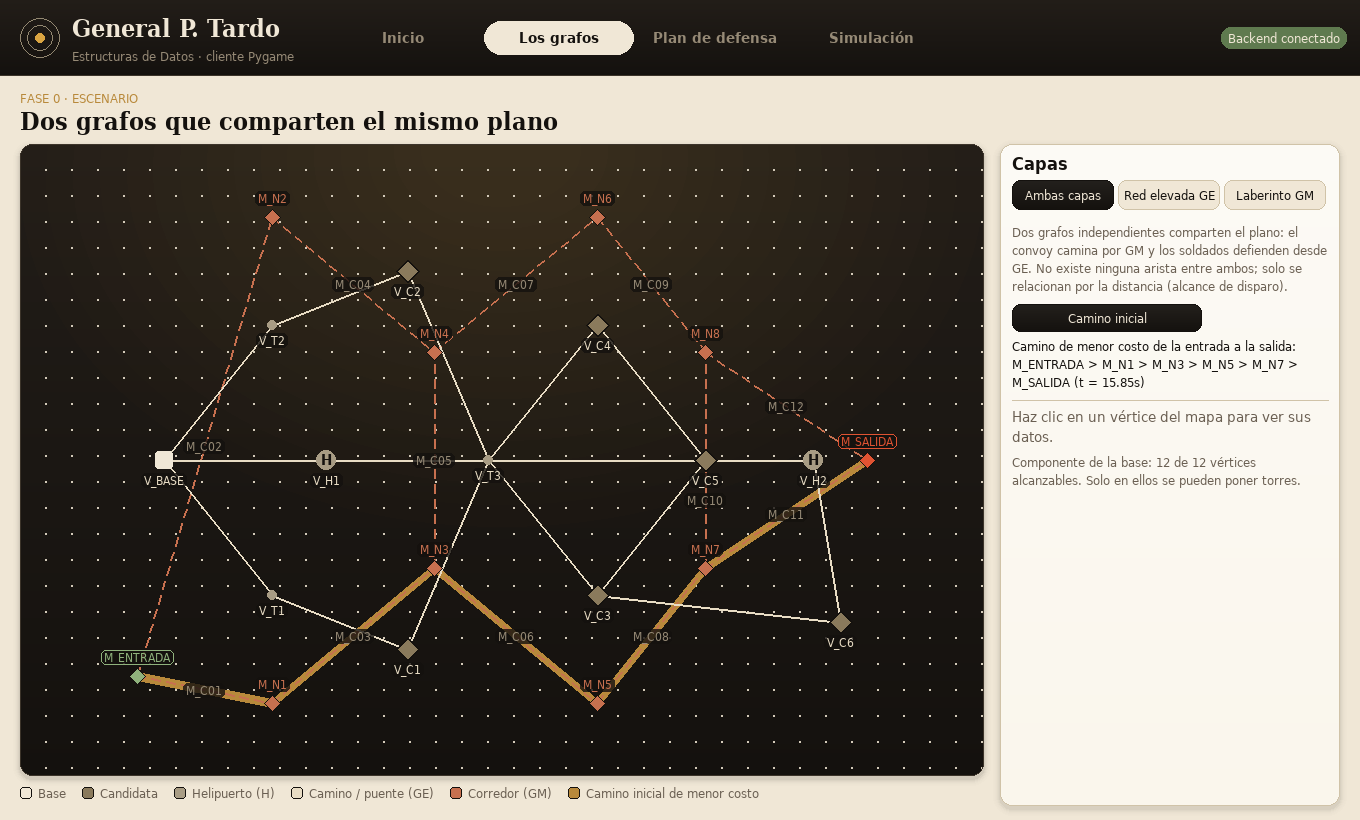 General P. Tardo
Estructuras de Datos · cliente Pygame
Inicio
Los grafos
Plan de defensa
Simulación
Backend conectado
FASE 0 · ESCENARIO
Dos grafos que comparten el mismo plano
M_N2
M_N6
V_C2
M_C04
M_C07
M_C09
V_T2
M_N4
V_C4
M_N8
M_C12
M_C02
M_SALIDA
V_BASE
H
V_H1
M_C05
V_T3
V_C5
H
V_H2
M_C10
M_C11
M_N3
M_N7
V_T1
V_C3
M_C03
M_C06
M_C08
V_C6
M_ENTRADA
V_C1
M_C01
M_N1
M_N5
Base
Candidata
Helipuerto (H)
Camino / puente (GE)
Corredor (GM)
Camino inicial de menor costo
Capas
Ambas capas
Red elevada GE
Laberinto GM
Dos grafos independientes comparten el plano: el
convoy camina por GM y los soldados defienden desde
GE. No existe ninguna arista entre ambos; solo se
relacionan por la distancia (alcance de disparo).
Camino inicial
Camino de menor costo de la entrada a la salida:
M_ENTRADA > M_N1 > M_N3 > M_N5 > M_N7 >
M_SALIDA (t = 15.85s)
Haz clic en un vértice del mapa para ver sus
datos.
Componente de la base: 12 de 12 vértices
alcanzables. Solo en ellos se pueden poner torres.